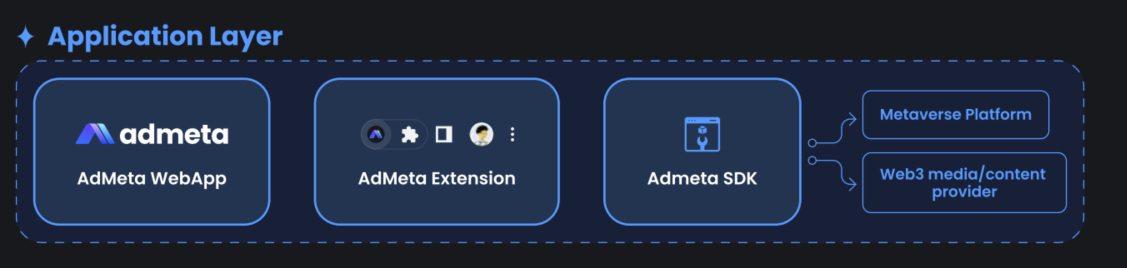 Application Layer
admeta
AdMeta WebApp
AdMeta Extension
Admeta SDK
Metaverse Platform
Web3 media/content
provider